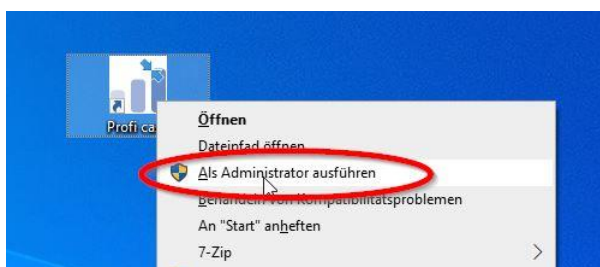 Profi ca
Öffnen
Dateipfad öffnen
Als Administrator ausführen
Behandeln von Kompatibilitätsproblemen
An "Start" anheften
7-Zip